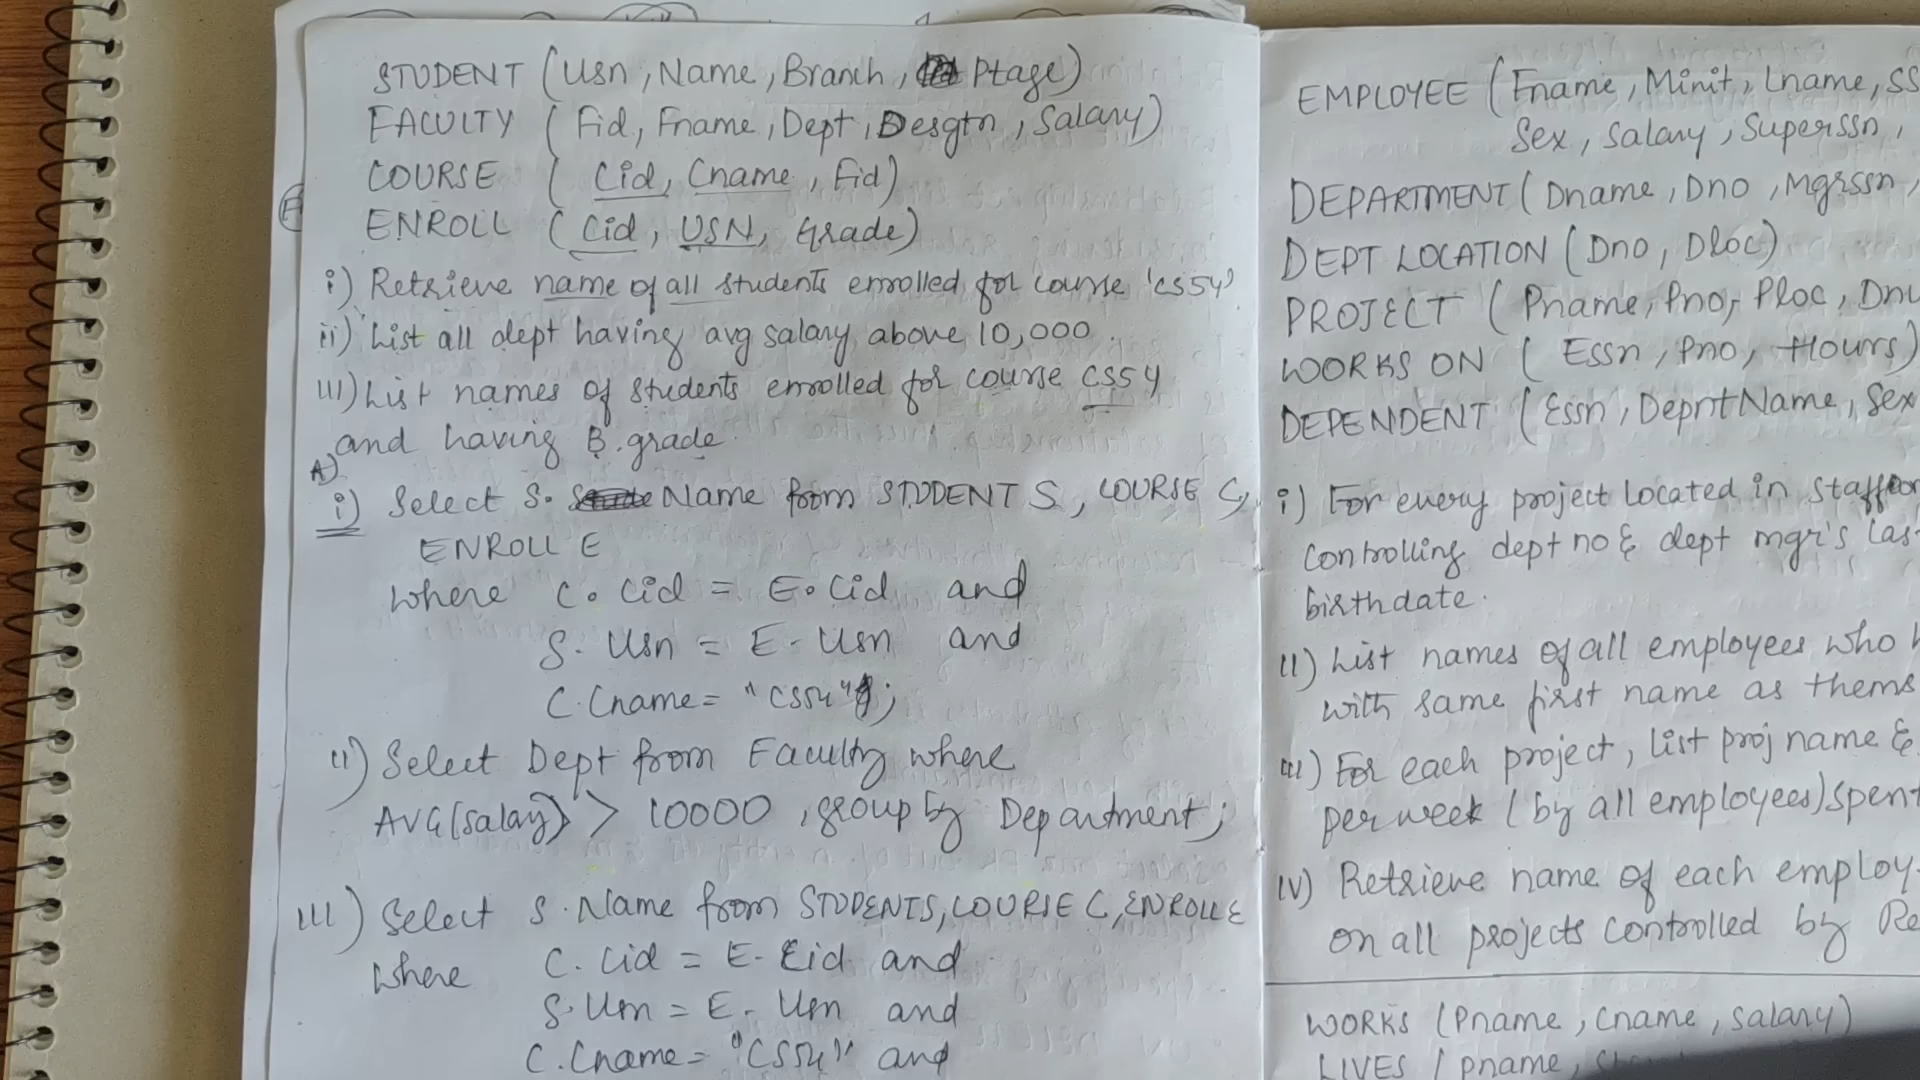 STUDENT (Usn, Name, Branch, Ptage)
FACULTY (Fid, Fname, Dept, Desgtn, Salary)
COURSE (Cid, Cname, Fid)
ENROLL (Cid, USN, Grade)
i) Retrieve name of all students enrolled for course 'CS54'
ii) List all dept having avg salary above 10,000.
iii) List names of students enrolled for course CS54
and having B.grade.
A)
i) Select S. Name from STUDENT S, COURSE C,
ENROLL E
where C.Cid = E.Cid and
S.Usn = E.Usn and
C.Cname = "CS54";
ii) Select Dept from Faculty where
AVG(salay) > 10000, group by Department;
iii) Select S.Name from STUDENTS, COURSE C, ENROLL E
where C.Cid = E.Eid and
S.Usn = E.Usn and
C.Cname = "CS54" and
EMPLOYEE (Fname, Minit, Lname, SS
Sex, Salary, Superssn,
DEPARTMENT (Dname, Dno, Mgrssn,
DEPT LOCATION (Dno, Dloc)
PROJECT (Pname, Pno, Ploc, Dnu
WORKS ON (Essn, Pno, Hours)
DEPENDENT (Essn, DeprtName, Sex
i) For every project located in Staffor
controlling dept no & dept mgr's las
birthdate.
ii) List names of all employees who h
with same first name as thems
iii) For each project, list proj name &
per week (by all employees) spent
iv) Retrieve name of each employ
on all projects controlled by Re
WORKS (Pname, Cname, Salary)
LIVES (Pname,